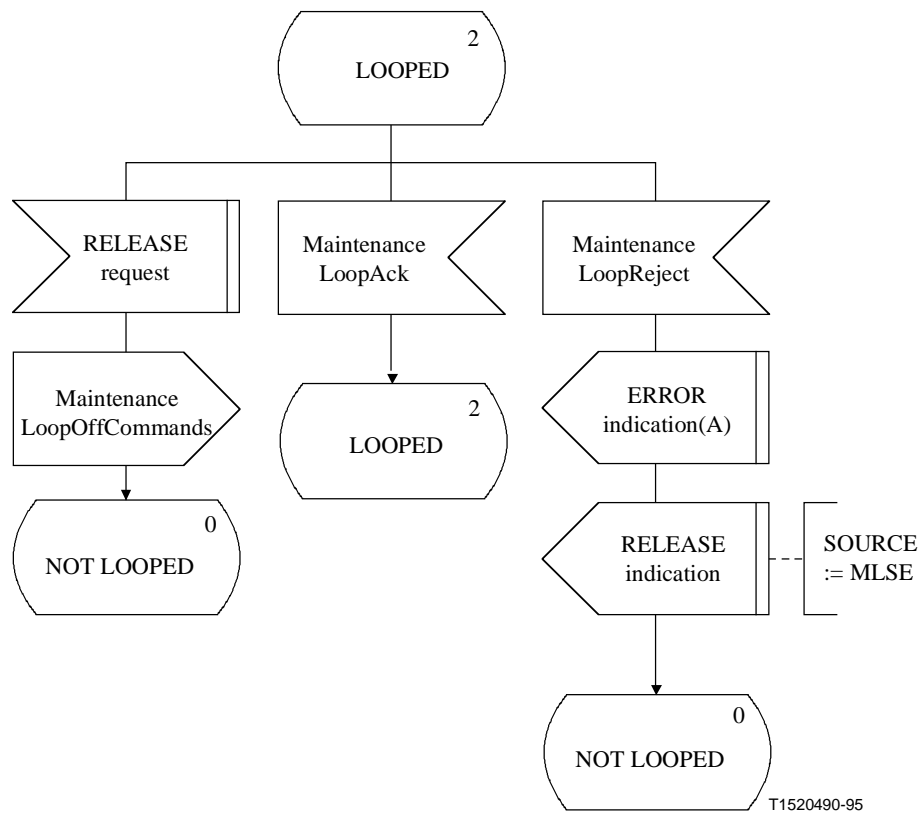 2
LOOPED
RELEASE
request
Maintenance
LoopAck
Maintenance
LoopReject
Maintenance
LoopOffCommands
2
LOOPED
ERROR
indication(A)
0
NOT LOOPED
RELEASE
indication
SOURCE
:= MLSE
0
NOT LOOPED
T1520490-95